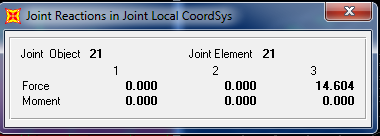 Joint Reactions in Joint Local CoordSys
Joint Object 21 Joint Element 21
1 2 3
Force 0.000 0.000 14.604
Moment 0.000 0.000 0.000